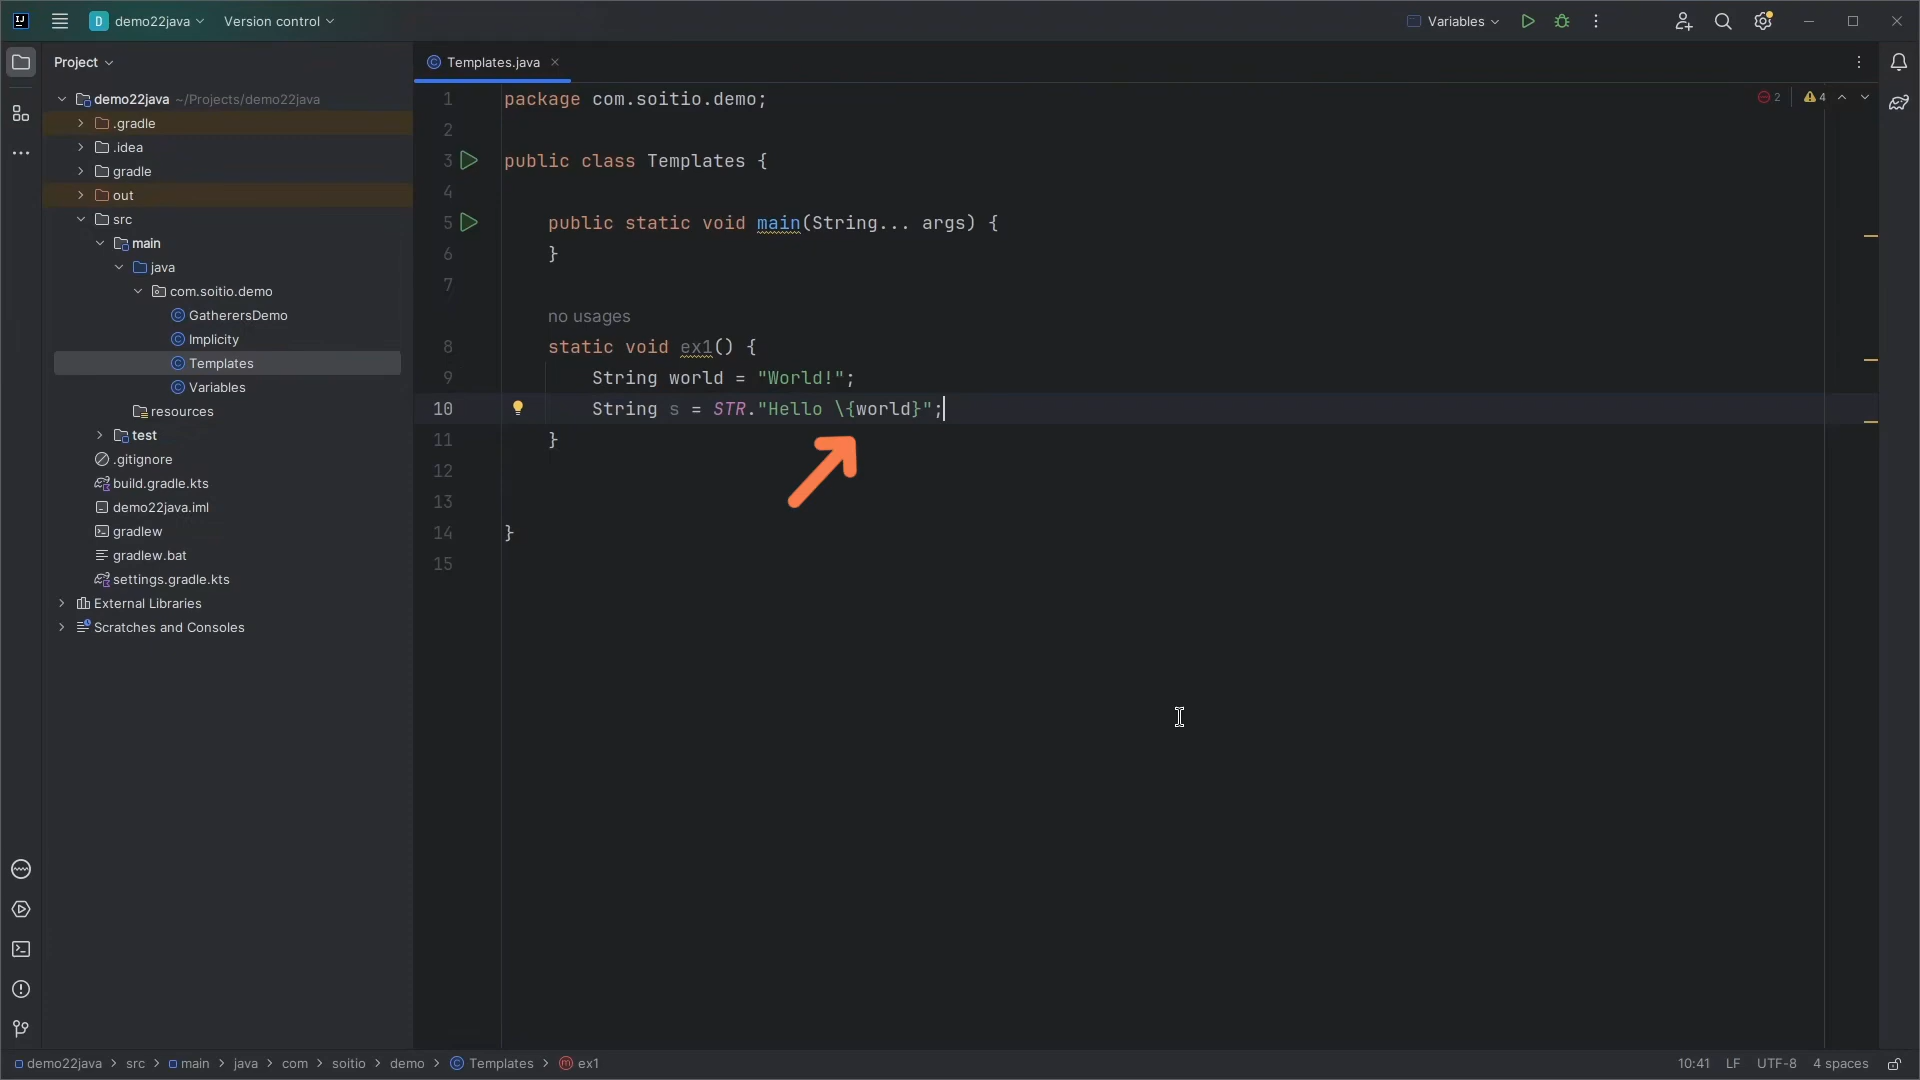 D demo22java Version control Variables
Project
demo22java ~/Projects/demo22java
.gradle
.idea
gradle
out
src
main
java
com.soitio.demo
GatherersDemo
Implicity
Templates
Variables
resources
test
.gitignore
build.gradle.kts
demo22java.iml
gradlew
gradlew.bat
settings.gradle.kts
External Libraries
Scratches and Consoles
Templates.java
2 4
1 package com.soitio.demo;
2
3 public class Templates {
4
5 public static void main(String... args) {
6 }
7
no usages
8 static void ex1() {
9 String world = "World!";
10 String s = STR."Hello \{world}";
11 }
12
13
14 }
15
demo22java > src > main > java > com > soitio > demo > Templates > ex1
10:41 LF UTF-8 4 spaces